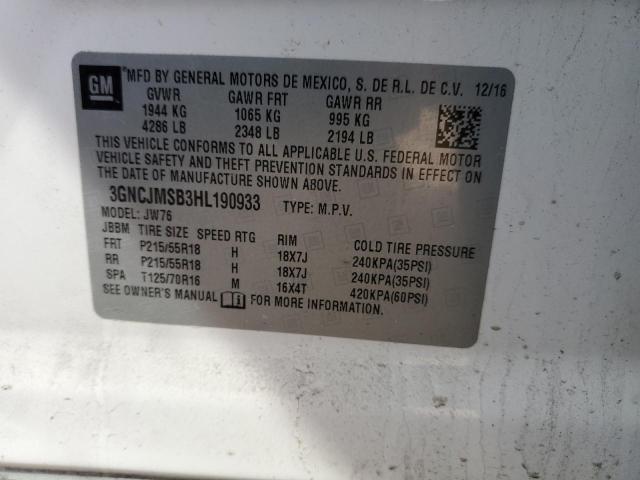 GM MFD BY GENERAL MOTORS DE MEXICO, S. DE R.L. DE C.V. 12/16
GVWR GAWR FRT GAWR RR
1944 KG 1065 KG 995 KG
4286 LB 2348 LB 2194 LB
THIS VEHICLE CONFORMS TO ALL APPLICABLE U.S. FEDERAL MOTOR
VEHICLE SAFETY AND THEFT PREVENTION STANDARDS IN EFFECT ON
THE DATE OF MANUFACTURE SHOWN ABOVE.
3GNCJMSB3HL190933 TYPE: M.P.V.
MODEL: JW76
JBBM TIRE SIZE SPEED RTG RIM COLD TIRE PRESSURE
FRT P215/55R18 H 18X7J 240KPA(35PSI)
RR P215/55R18 H 18X7J 240KPA(35PSI)
SPA T125/70R16 M 16X4T 420KPA(60PSI)
SEE OWNER'S MANUAL FOR MORE INFORMATION.